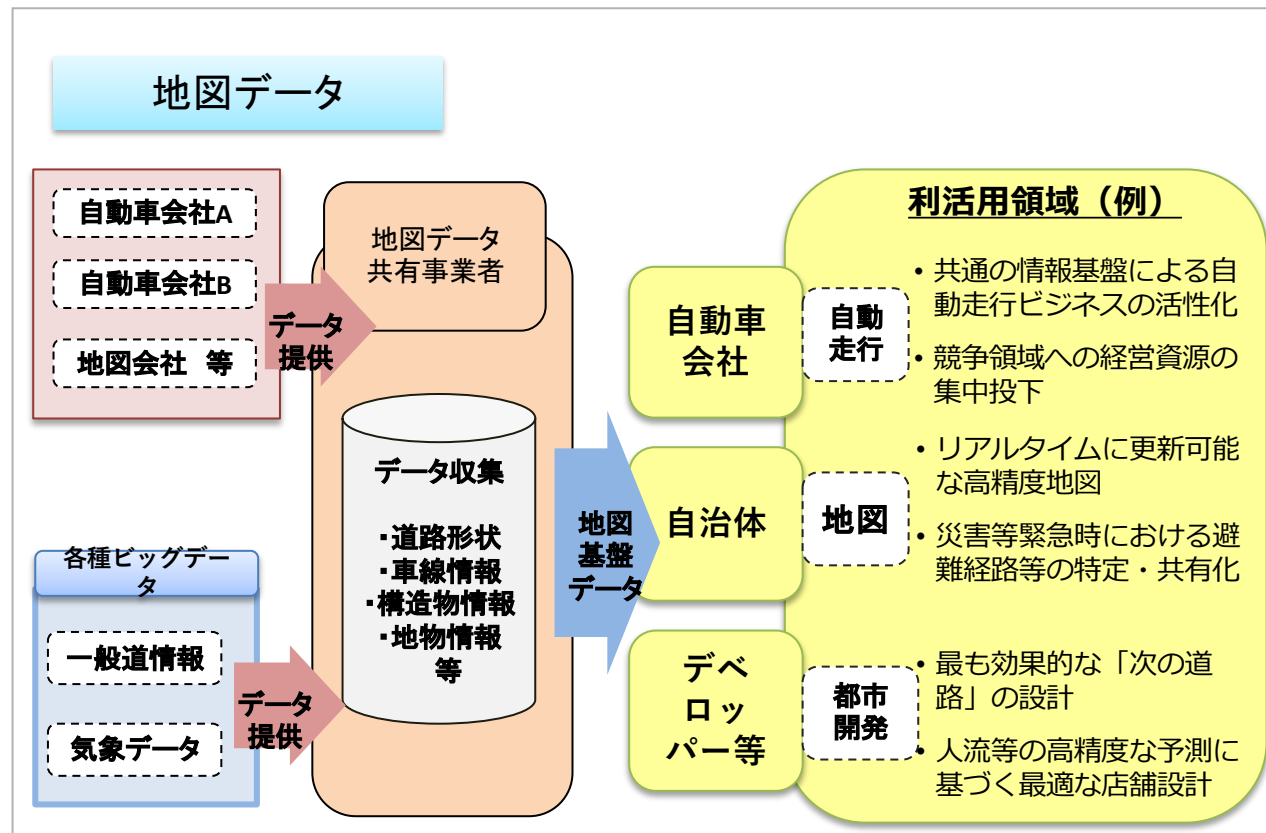 地図データ
自動車会社A
自動車会社B
地図会社 等
データ
提供
地図データ
共有事業者
データ収集
・道路形状
・車線情報
・構造物情報
・地物情報
等
各種ビッグデー
タ
一般道情報
気象データ
データ
提供
地図
基盤
データ
自動車
会社
自治体
デベ
ロッ
パー等
利活用領域（例）
自動
走行
• 共通の情報基盤による自
動走行ビジネスの活性化
• 競争領域への経営資源の
集中投下
地図
• リアルタイムに更新可能
な高精度地図
• 災害等緊急時における避
難経路等の特定・共有化
都市
開発
• 最も効果的な「次の道
路」の設計
• 人流等の高精度な予測に
基づく最適な店舗設計